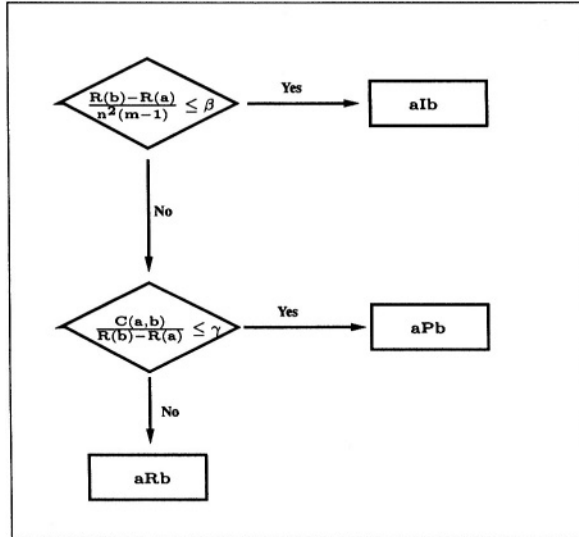 R(b)−R(a) / n²(m−1) ≤ β
Yes
aIb
No
C(a,b) / R(b)−R(a) ≤ γ
Yes
aPb
No
aRb